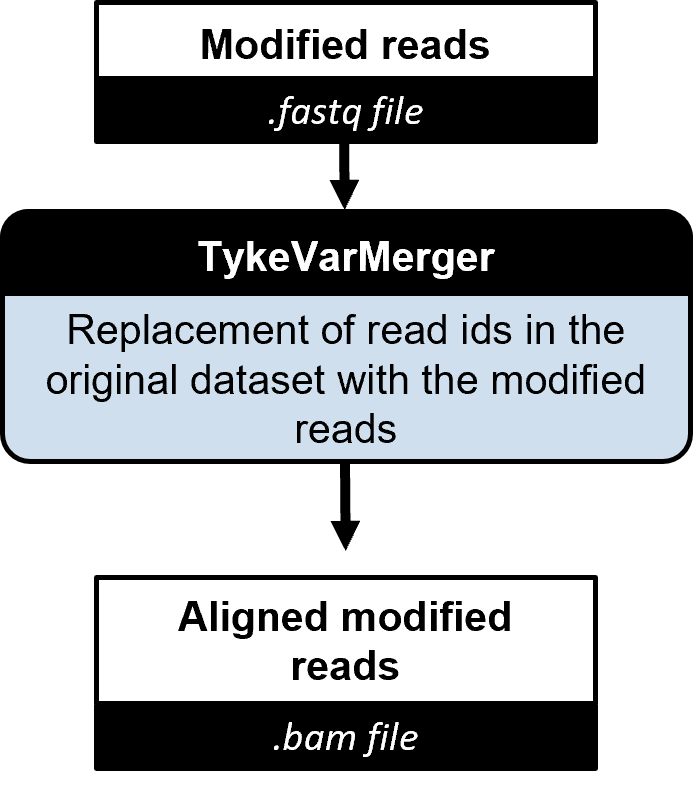 Modified reads
.fastq file
TykeVarMerger
Replacement of read ids in the
original dataset with the modified
reads
Aligned modified
reads
.bam file